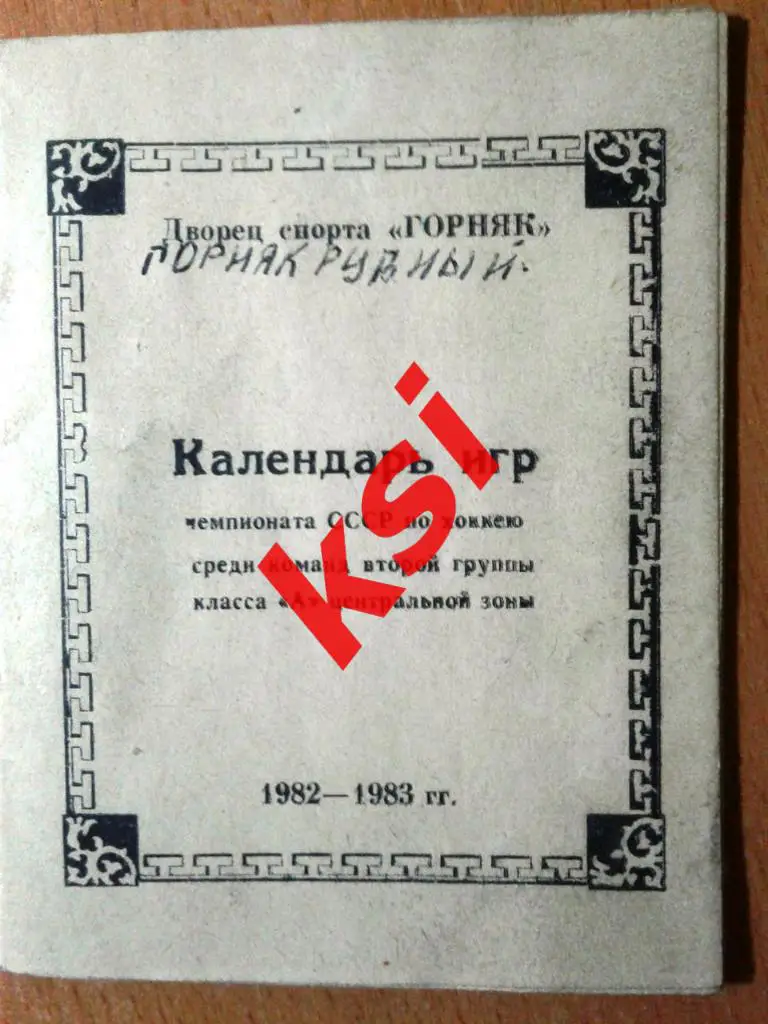 Дворец спорта «ГОРНЯК»
ГОРНЯК РУДНЫЙ.
Календарь игр
чемпионата СССР по хоккею
среди команд второй группы
класса «А» центральной зоны
1982—1983 гг.
ksi